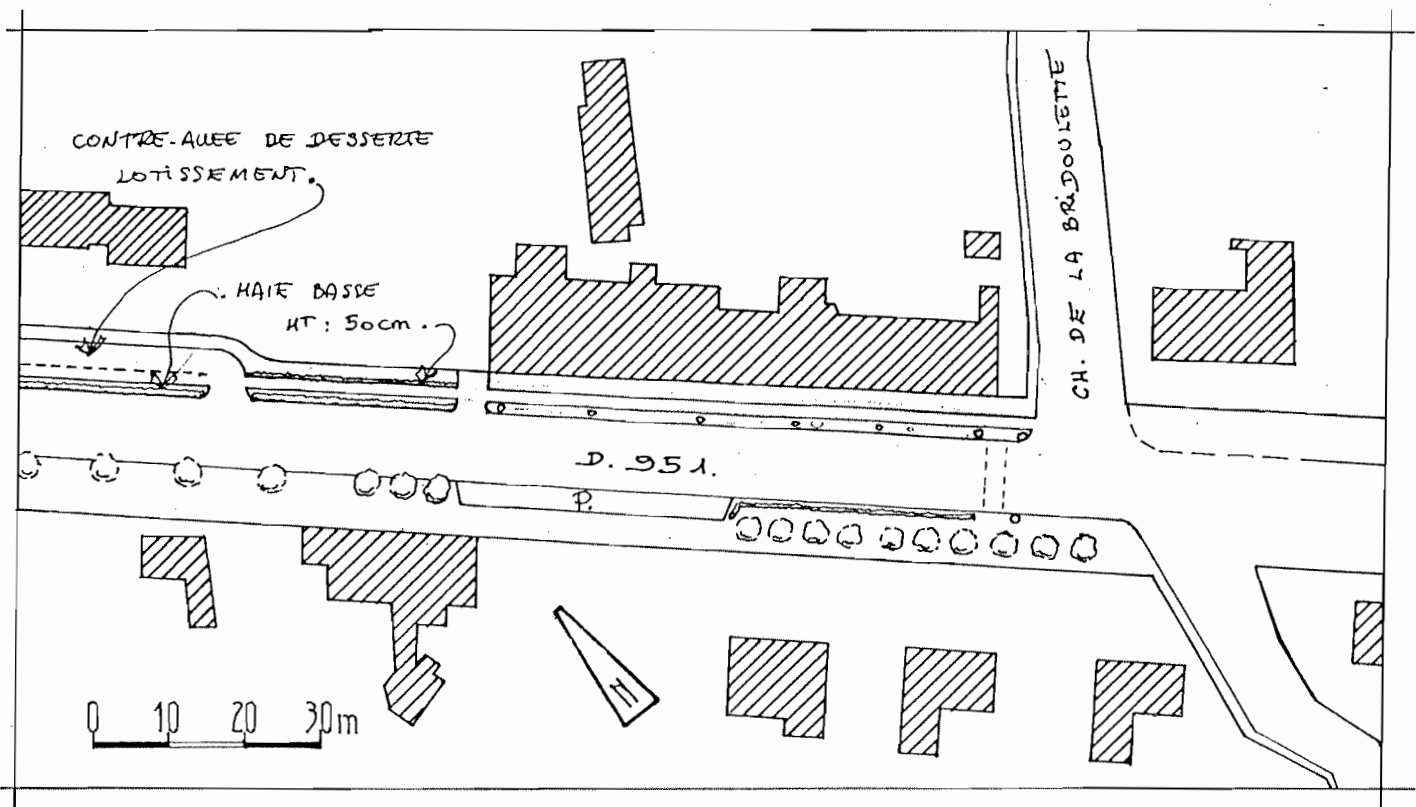 CONTRE-ALLEE DE DESSERTE
LOTISSEMENT.
HAIE BASSE
HT : 50cm.
CH. DE LA BRIDOULETTE
D. 951.
P.
N
0 10 20 30m